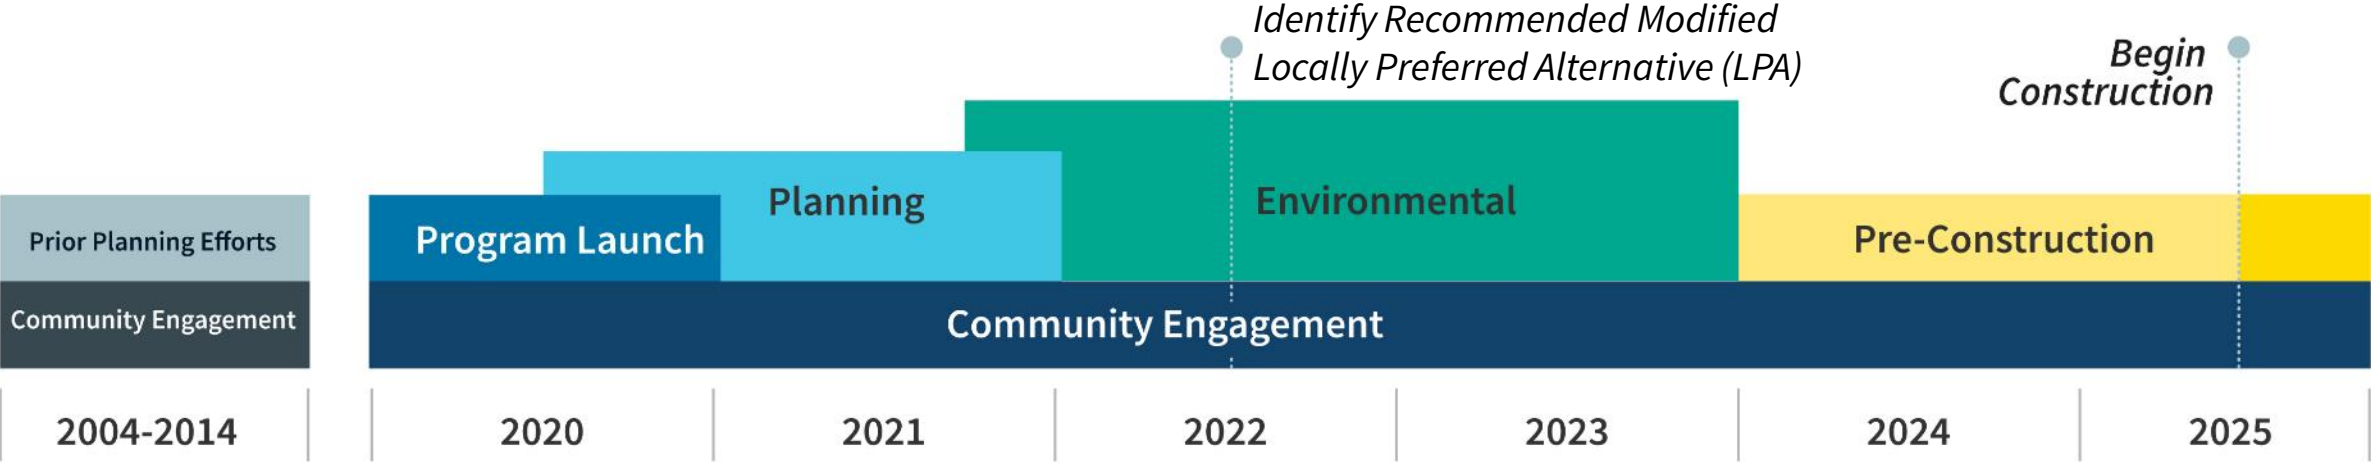 Identify Recommended Modified
Locally Preferred Alternative (LPA)
Begin
Construction
Planning
Environmental
Prior Planning Efforts
Program Launch
Pre-Construction
Community Engagement
Community Engagement
2004-2014
2020
2021
2022
2023
2024
2025